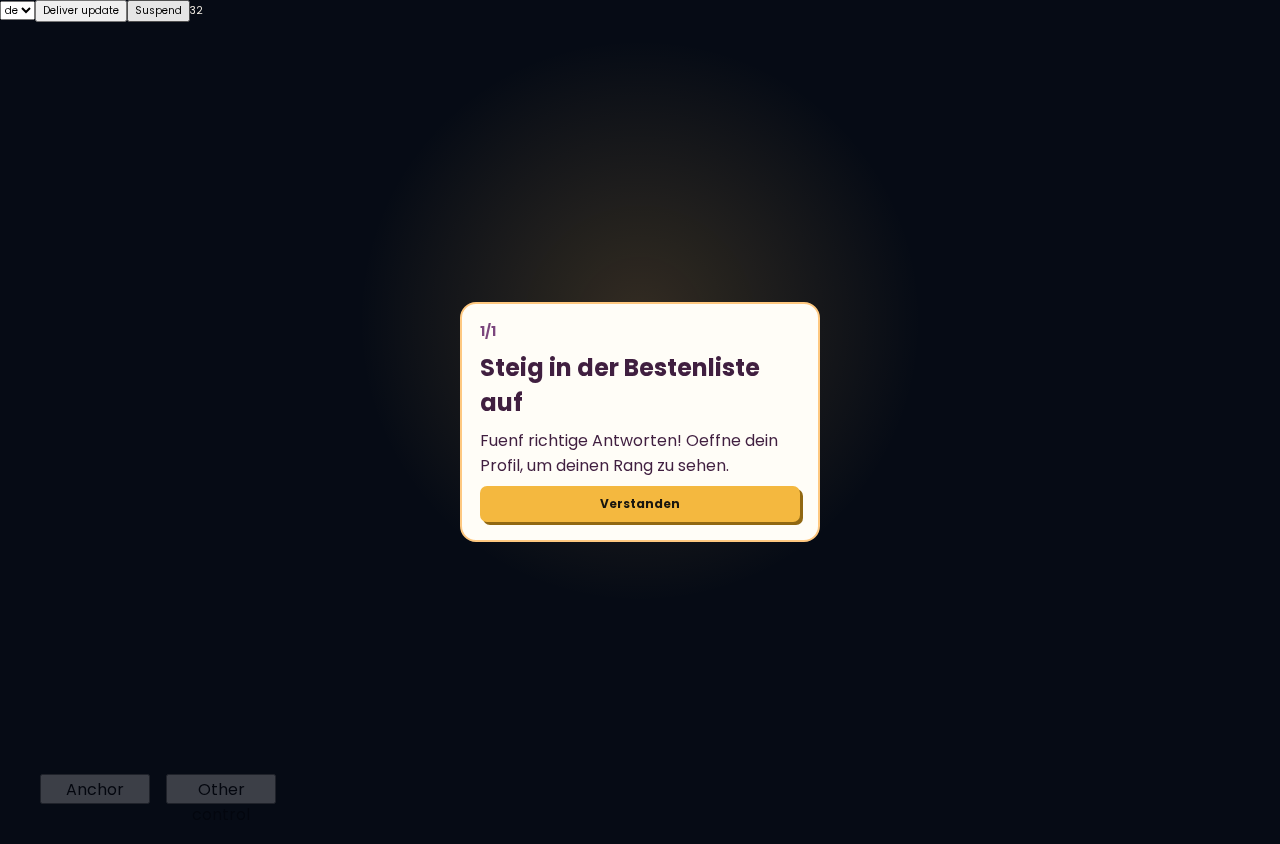 de Deliver update Suspend 32
1/1
Steig in der Bestenliste
auf
Fuenf richtige Antworten! Oeffne dein
Profil, um deinen Rang zu sehen.
Verstanden
Anchor Other
control